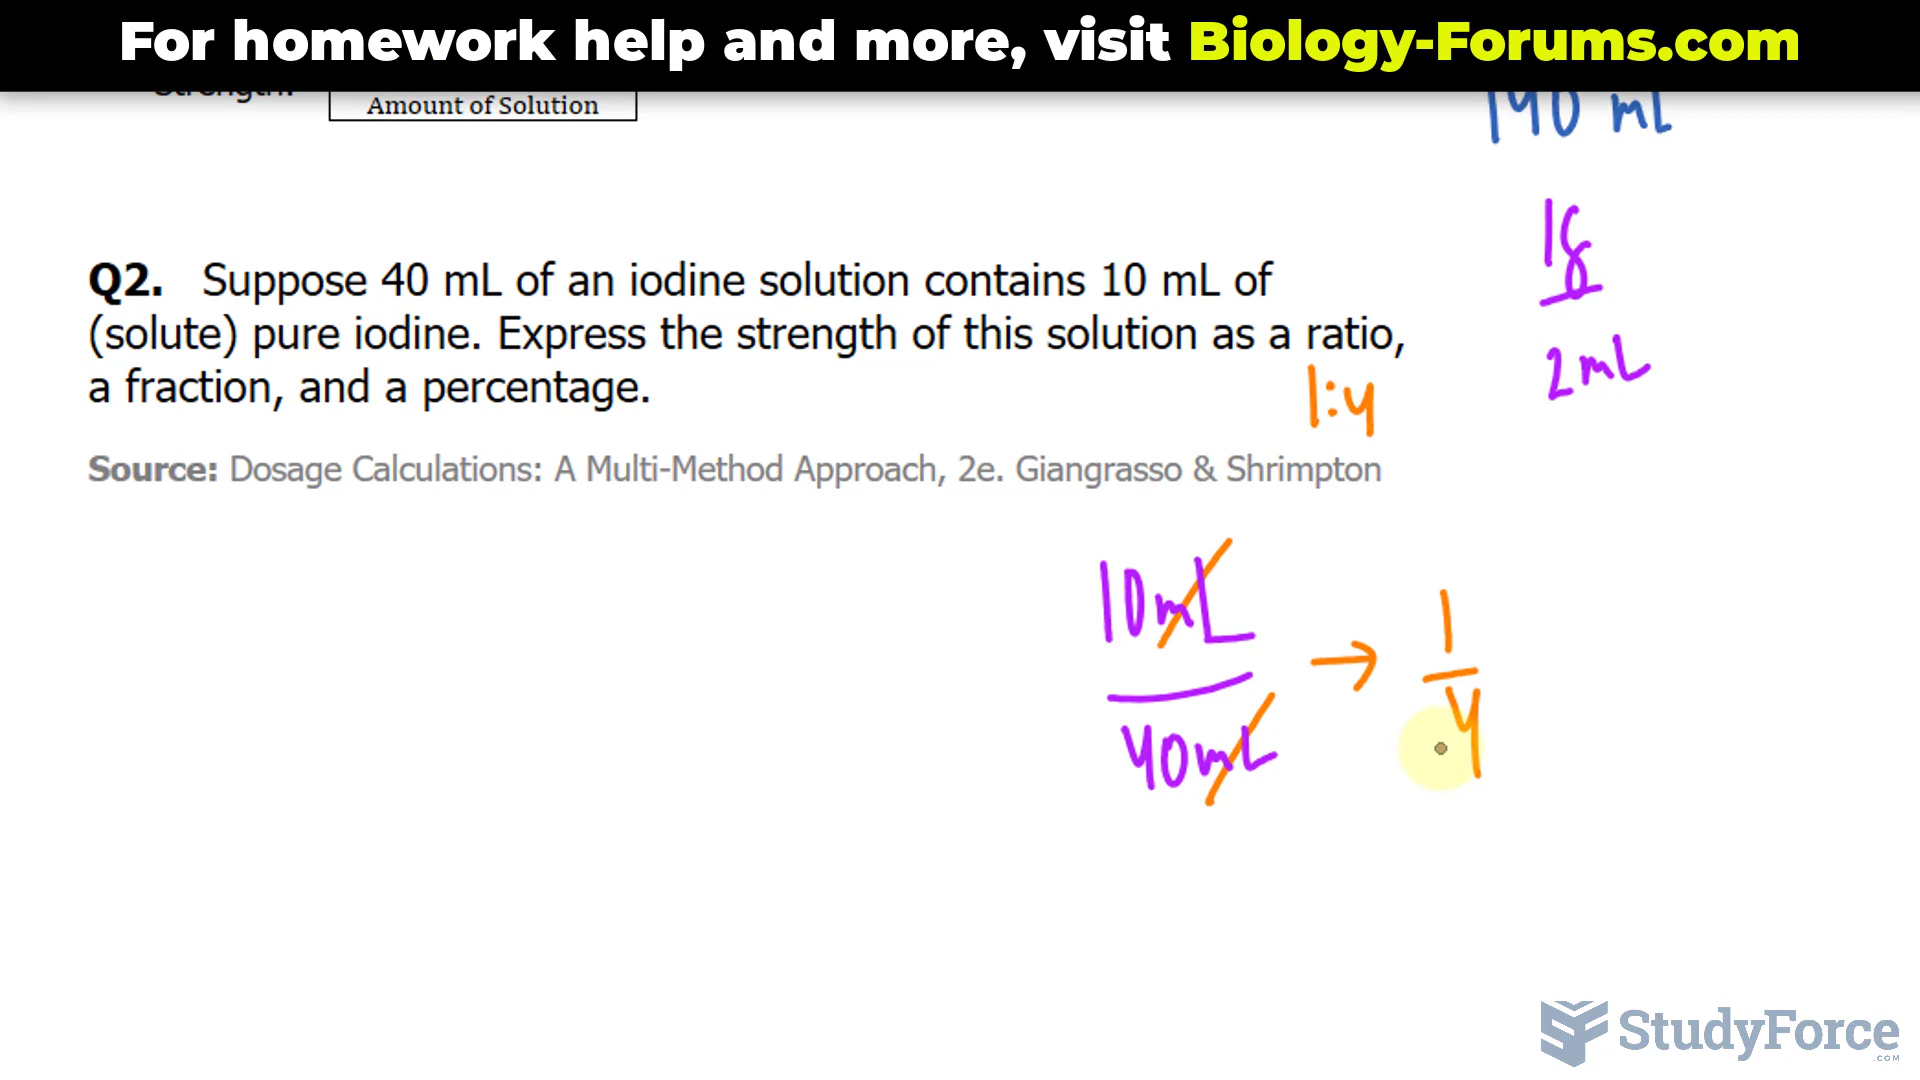 For homework help and more, visit Biology-Forums.com
Strength:
Amount of Solution
190 mL
1g
2mL
Q2. Suppose 40 mL of an iodine solution contains 10 mL of
(solute) pure iodine. Express the strength of this solution as a ratio,
a fraction, and a percentage.
1:4
Source: Dosage Calculations: A Multi-Method Approach, 2e. Giangrasso & Shrimpton
10mL
40mL
→
1
4
StudyForce
.COM